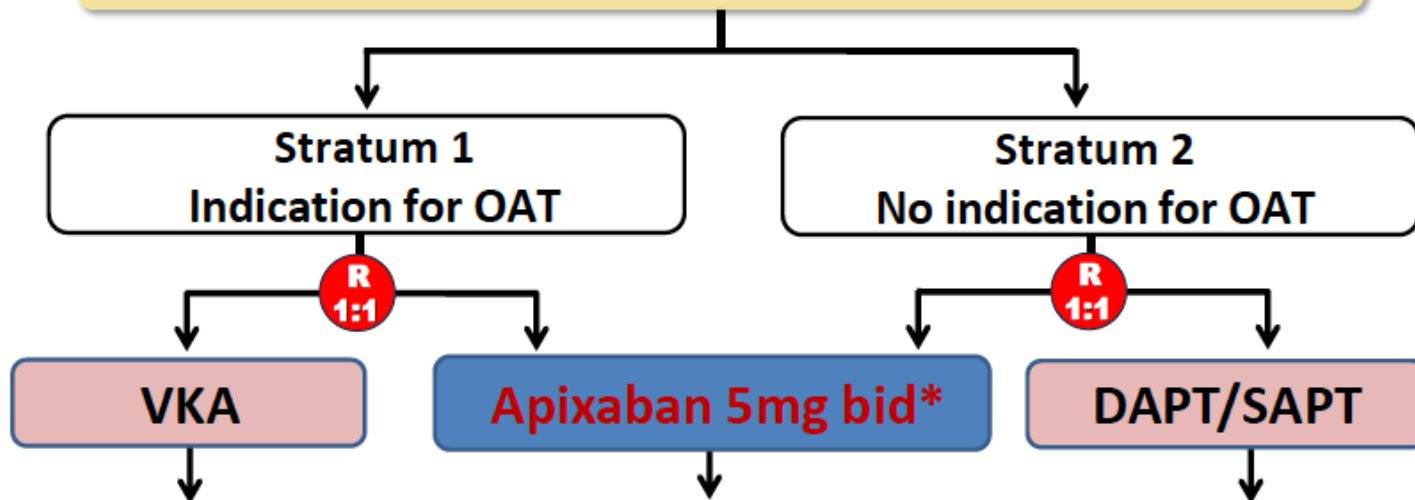 Stratum 1
Indication for OAT
Stratum 2
No indication for OAT
R
1:1
R
1:1
VKA
Apixaban 5mg bid*
DAPT/SAPT